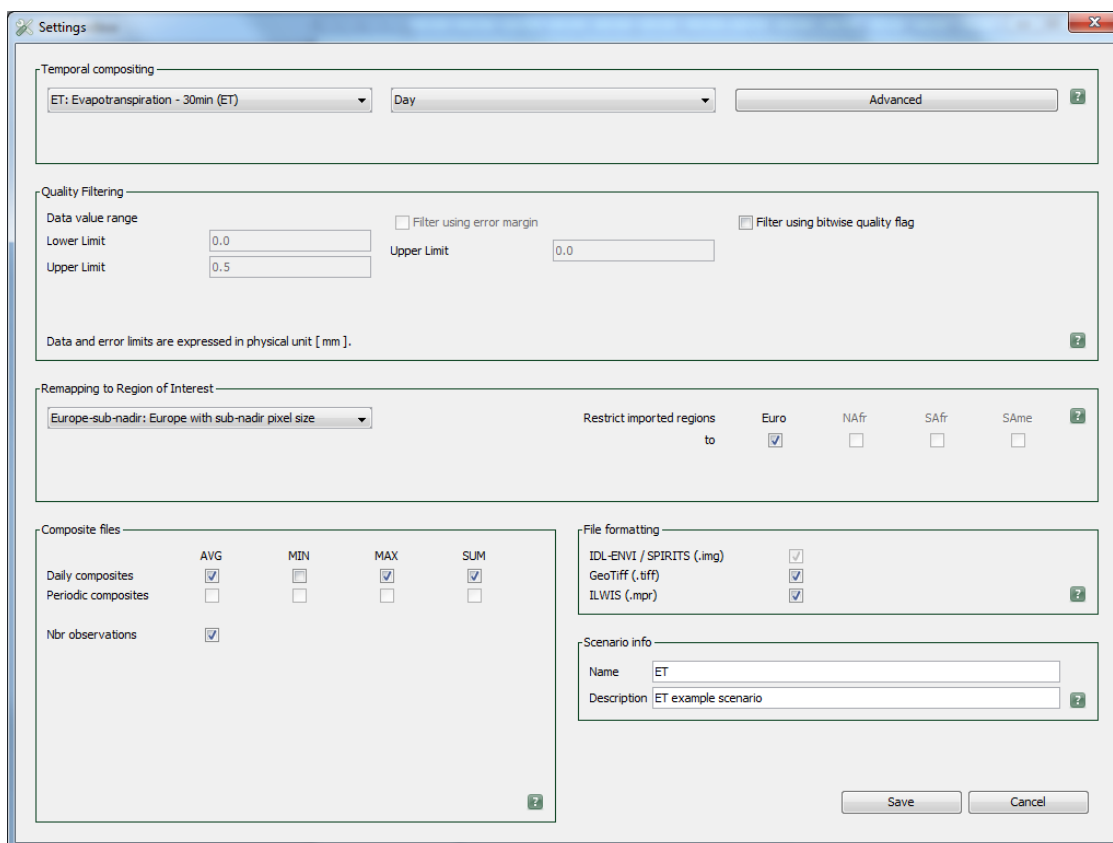 Settings
Temporal compositing
ET: Evapotranspiration - 30min (ET) Day Advanced ?
Quality Filtering
Data value range Filter using error margin Filter using bitwise quality flag
Lower Limit 0.0 Upper Limit 0.0
Upper Limit 0.5
Data and error limits are expressed in physical unit [ mm ]. ?
Remapping to Region of Interest
Europe-sub-nadir: Europe with sub-nadir pixel size Restrict imported regions Euro NAfr SAfr SAme ?
to
Composite files
AVG MIN MAX SUM
Daily composites
Periodic composites
Nbr observations
?
File formatting
IDL-ENVI / SPIRITS (.img)
GeoTiff (.tiff)
ILWIS (.mpr) ?
Scenario info
Name ET
Description ET example scenario ?
Save Cancel